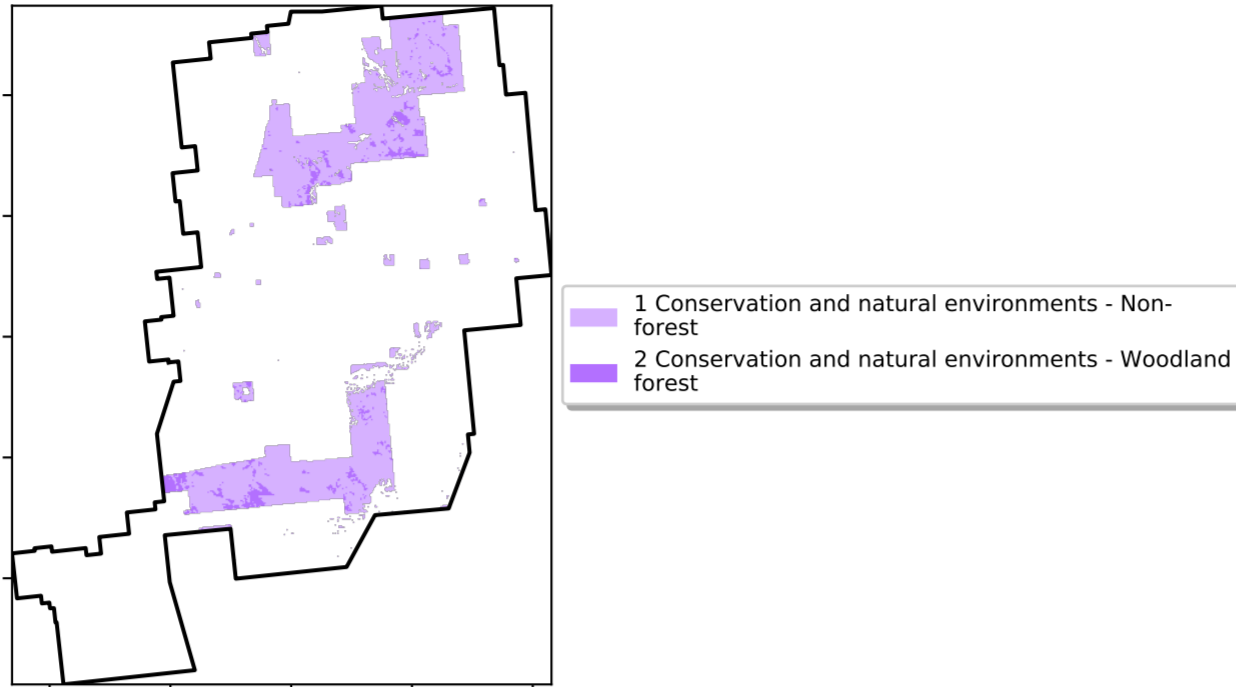 1 Conservation and natural environments - Non-
forest
2 Conservation and natural environments - Woodland
forest